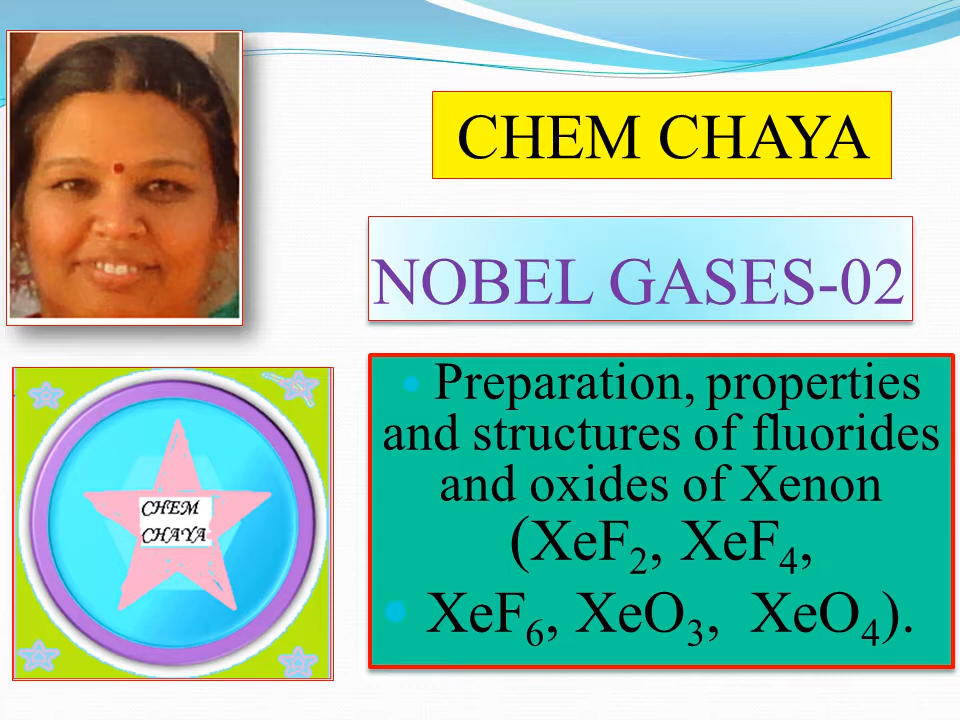 CHEM CHAYA
NOBEL GASES-02
• Preparation, properties
and structures of fluorides
and oxides of Xenon
(XeF₂, XeF₄,
• XeF₆, XeO₃, XeO₄).
CHEM
CHAYA